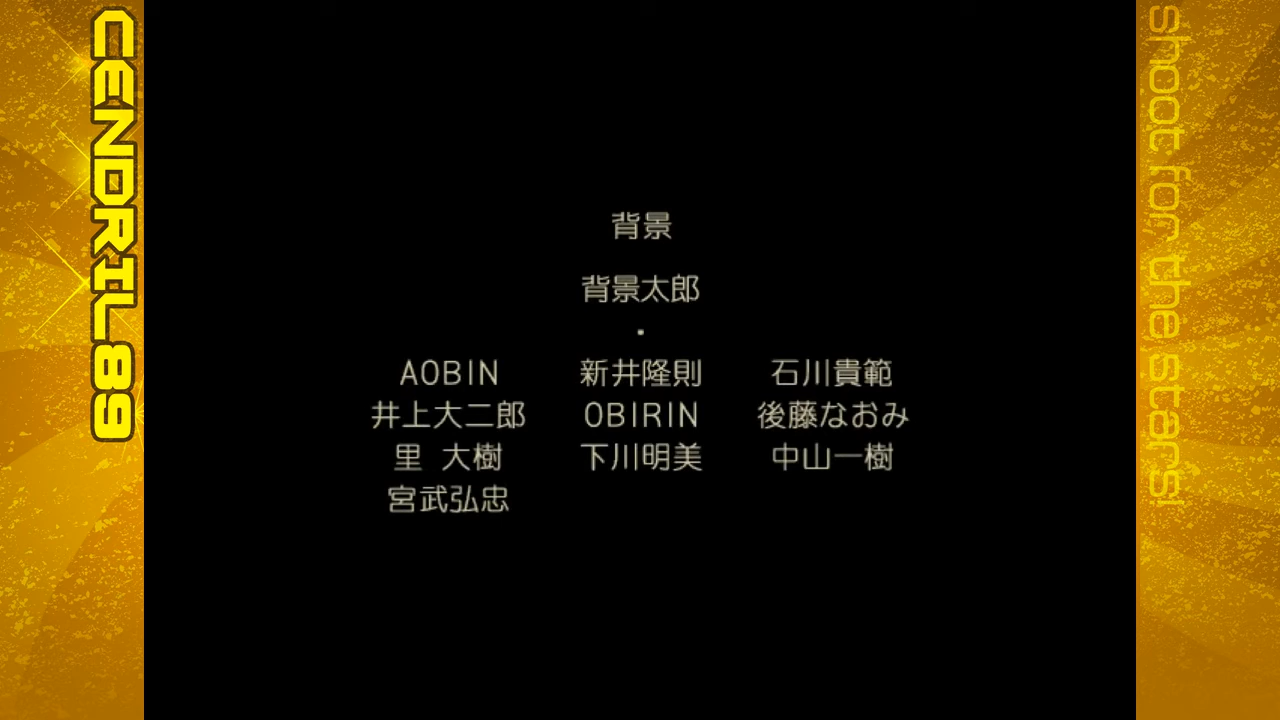 CENDRIL89
背景
背景太郎
・
AOBIN 新井隆則 石川貴範
井上大二郎 OBIRIN 後藤なおみ
里 大樹 下川明美 中山一樹
宮武弘忠
shoot for the stars!